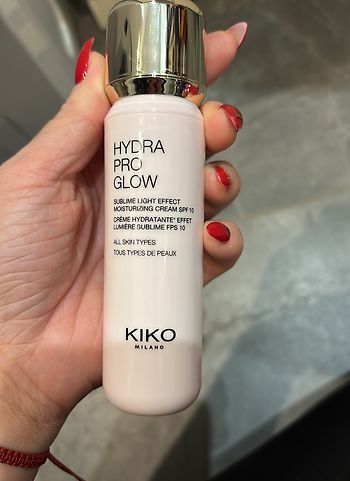 HYDRA
PRO
GLOW
SUBLIME LIGHT EFFECT
MOISTURIZING CREAM SPF 10
CRÈME HYDRATANTE* EFFET
LUMIÈRE SUBLIME FPS 10
ALL SKIN TYPES
TOUS TYPES DE PEAUX
KIKO
MILANO